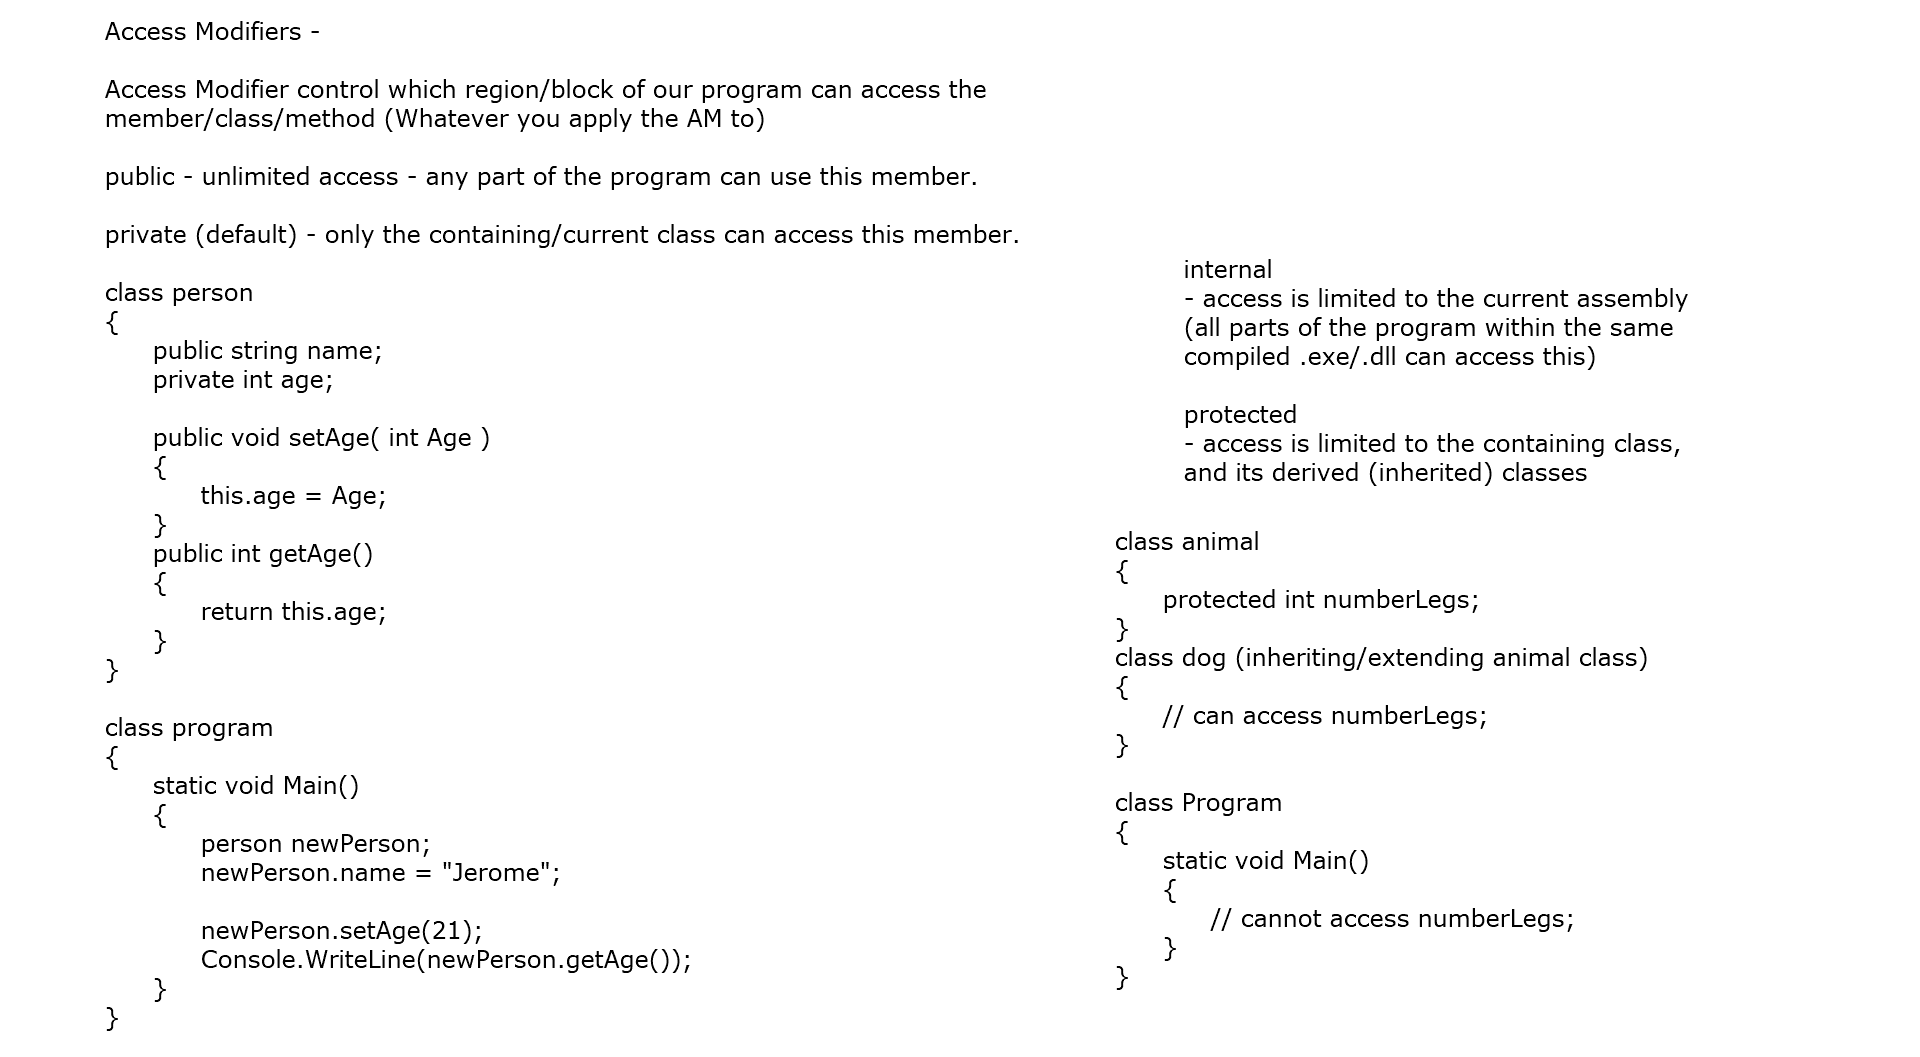 Access Modifiers -
Access Modifier control which region/block of our program can access the
member/class/method (Whatever you apply the AM to)
public - unlimited access - any part of the program can use this member.
private (default) - only the containing/current class can access this member.
class person
{
public string name;
private int age;
public void setAge( int Age )
{
this.age = Age;
}
public int getAge()
{
return this.age;
}
}
class program
{
static void Main()
{
person newPerson;
newPerson.name = "Jerome";
newPerson.setAge(21);
Console.WriteLine(newPerson.getAge());
}
}
internal
- access is limited to the current assembly
(all parts of the program within the same
compiled .exe/.dll can access this)
protected
- access is limited to the containing class,
and its derived (inherited) classes
class animal
{
protected int numberLegs;
}
class dog (inheriting/extending animal class)
{
// can access numberLegs;
}
class Program
{
static void Main()
{
// cannot access numberLegs;
}
}